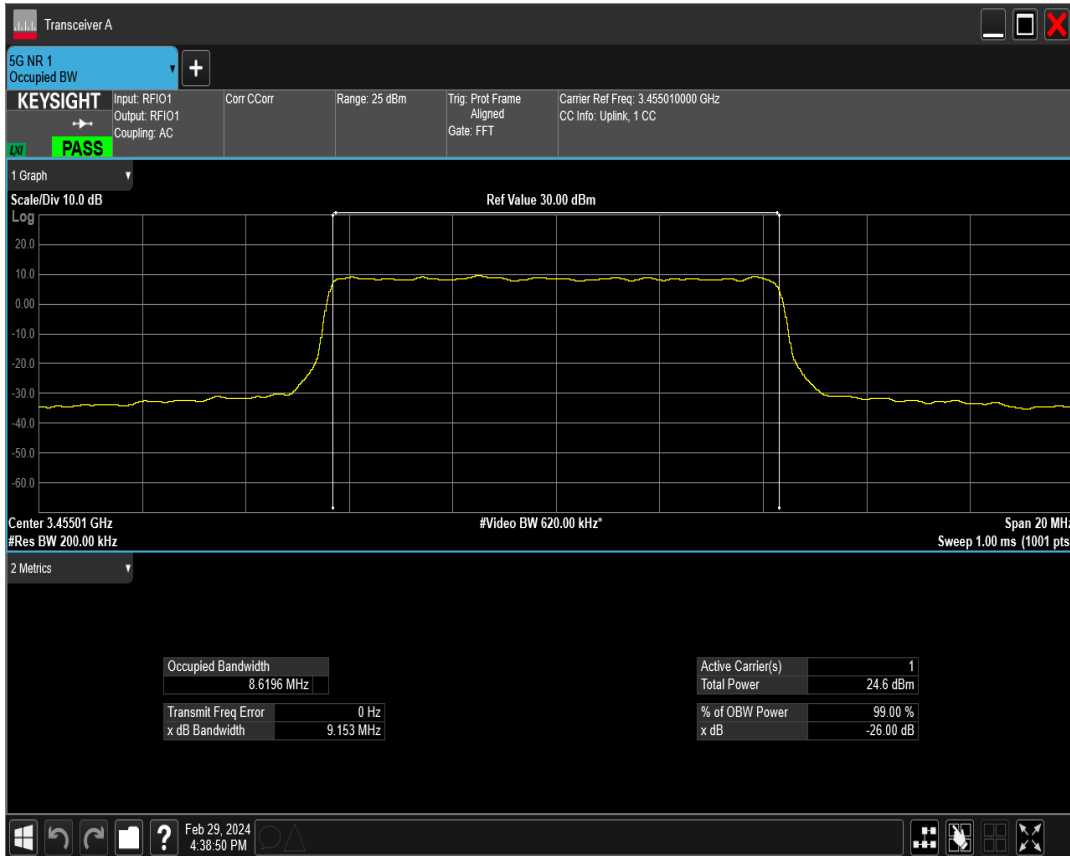 Transceiver A
5G NR 1
Occupied BW
+
KEYSIGHT
LXI
PASS
Input: RFIO1
Output: RFIO1
Coupling: AC
Corr CCorr
Range: 25 dBm
Trig: Prot Frame
Aligned
Gate: FFT
Carrier Ref Freq: 3.455010000 GHz
CC Info: Uplink, 1 CC
1 Graph
Scale/Div 10.0 dB
Ref Value 30.00 dBm
Log
20.0
10.0
0.00
-10.0
-20.0
-30.0
-40.0
-50.0
-60.0
Center 3.45501 GHz
#Video BW 620.00 kHz*
Span 20 MHz
#Res BW 200.00 kHz
Sweep 1.00 ms (1001 pts
2 Metrics
Occupied Bandwidth
8.6196 MHz
Transmit Freq Error 0 Hz
x dB Bandwidth 9.153 MHz
Active Carrier(s) 1
Total Power 24.6 dBm
% of OBW Power 99.00 %
x dB -26.00 dB
?
Feb 29, 2024
4:38:50 PM